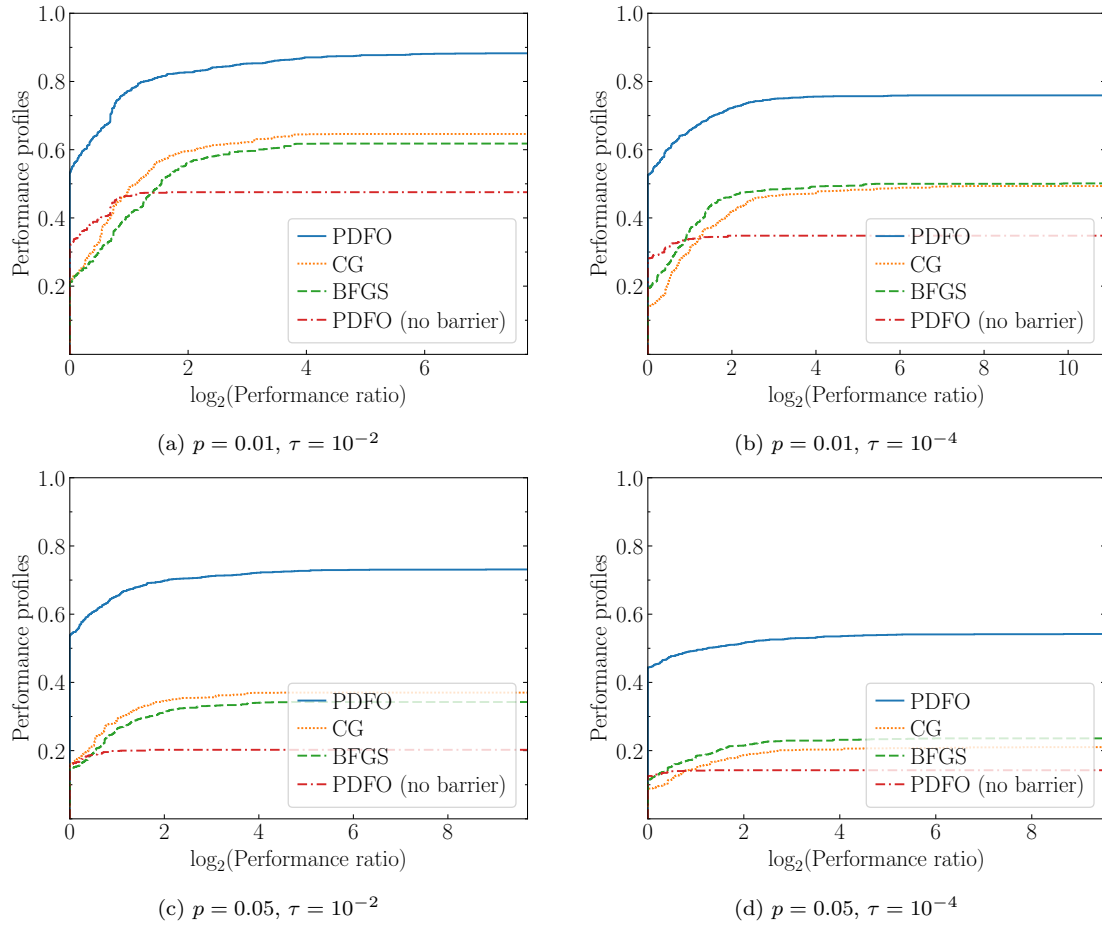 1.0
0.8
0.6
0.4
0.2
Performance profiles
PDFO
CG
BFGS
PDFO (no barrier)
0 2 4 6
log₂(Performance ratio)
(a) p = 0.01, τ = 10⁻²
1.0
0.8
0.6
0.4
0.2
Performance profiles
PDFO
CG
BFGS
PDFO (no barrier)
0 2 4 6 8 10
log₂(Performance ratio)
(b) p = 0.01, τ = 10⁻⁴
1.0
0.8
0.6
0.4
0.2
Performance profiles
PDFO
CG
BFGS
PDFO (no barrier)
0 2 4 6 8
log₂(Performance ratio)
(c) p = 0.05, τ = 10⁻²
1.0
0.8
0.6
0.4
0.2
Performance profiles
PDFO
CG
BFGS
PDFO (no barrier)
0 2 4 6 8
log₂(Performance ratio)
(d) p = 0.05, τ = 10⁻⁴